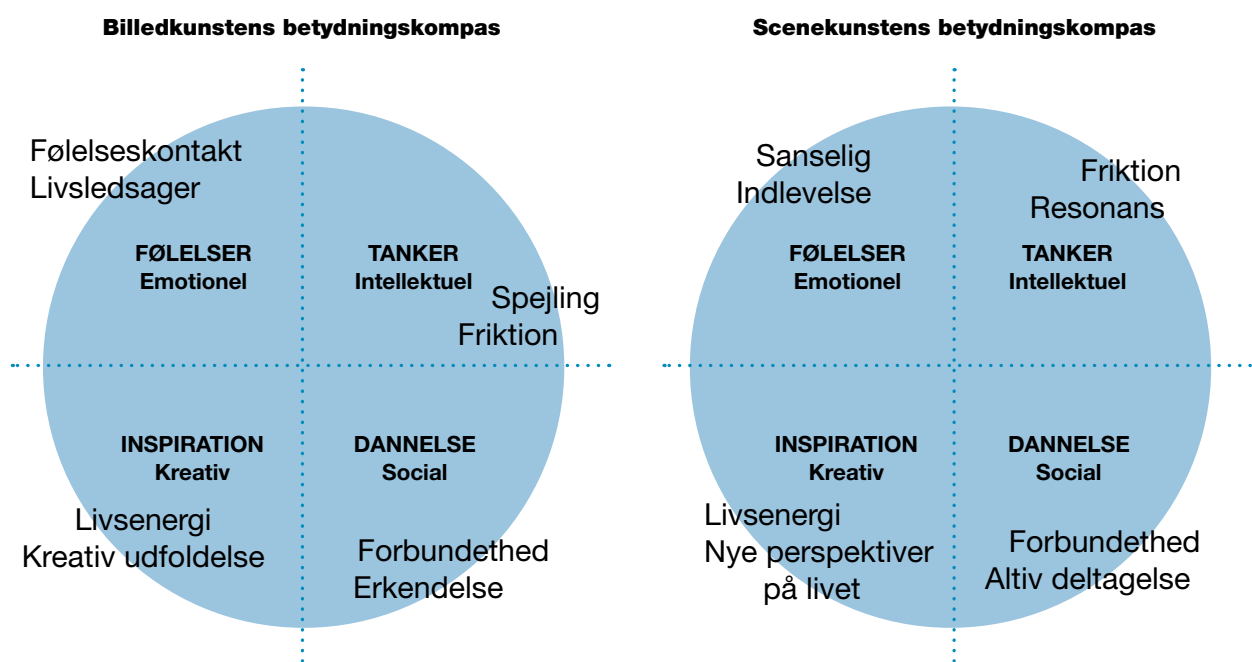 Billedkunstens betydningskompas
Følelseskontakt
Livsledsager
FØLELSER
Emotionel
TANKER
Intellektuel
Spejling
Friktion
INSPIRATION
Kreativ
Livsenergi
Kreativ udfoldelse
DANNELSE
Social
Forbundethed
Erkendelse
Scenekunstens betydningskompas
Sanselig
Indlevelse
FØLELSER
Emotionel
Friktion
Resonans
TANKER
Intellektuel
INSPIRATION
Kreativ
Livsenergi
Nye perspektiver
på livet
DANNELSE
Social
Forbundethed
Altiv deltagelse